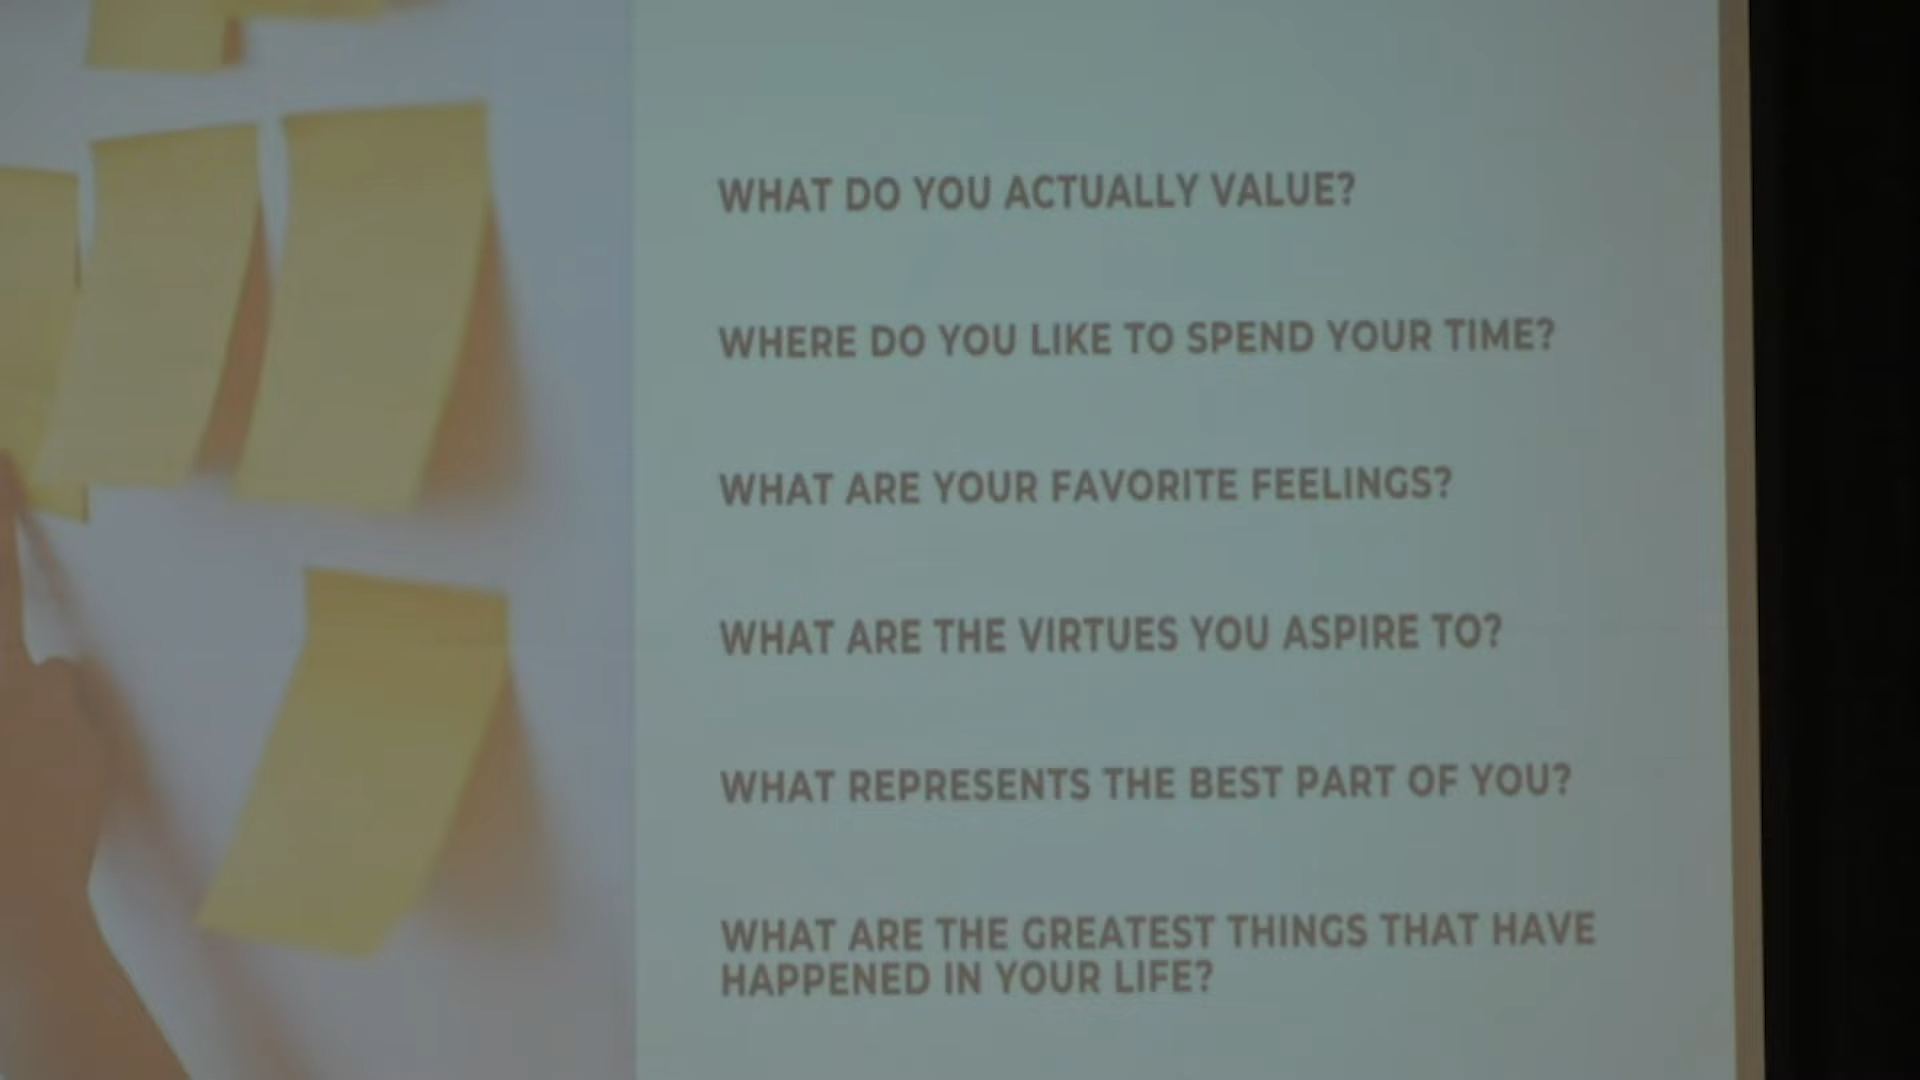 WHAT DO YOU ACTUALLY VALUE?
WHERE DO YOU LIKE TO SPEND YOUR TIME?
WHAT ARE YOUR FAVORITE FEELINGS?
WHAT ARE THE VIRTUES YOU ASPIRE TO?
WHAT REPRESENTS THE BEST PART OF YOU?
WHAT ARE THE GREATEST THINGS THAT HAVE
HAPPENED IN YOUR LIFE?